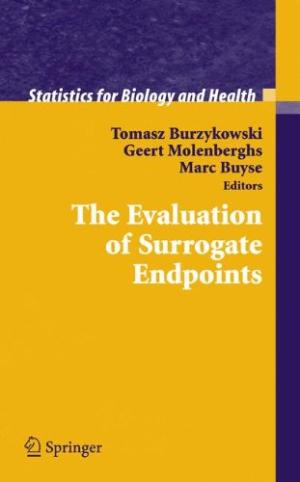 Statistics for Biology and Health
Tomasz Burzykowski
Geert Molenberghs
Marc Buyse
Editors
The Evaluation
of Surrogate
Endpoints
Springer